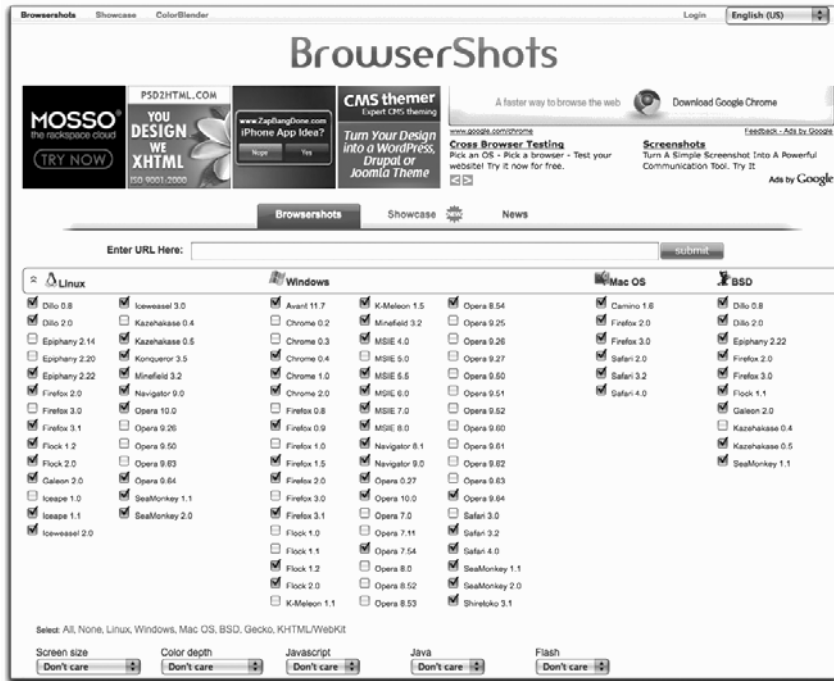 Browsershots Showcase ColorBlender Login English (US)
BrowserShots
MOSSO
the rackspace cloud
TRY NOW
PSD2HTML.COM
YOU
DESIGN
WE
XHTML
ISO 9001:2000
www.ZapBangDone.com
iPhone App Idea?
Nope Yes
CMS themer
Expert CMS theming
Turn Your Design
into a WordPress,
Drupal or
Joomla Theme
A faster way to browse the web Download Google Chrome
www.google.com/chrome Feedback - Ads by Google
Cross Browser Testing
Pick an OS - Pick a browser - Test your
website! Try it now for free.
Screenshots
Turn A Simple Screenshot Into A Powerful
Communication Tool. Try It
Ads by Google
Browsershots Showcase NEW News
Enter URL Here: submit
Linux Windows Mac OS BSD
Dillo 0.8 Iceweasel 3.0 Avant 11.7 K-Meleon 1.5 Opera 8.54 Camino 1.6 Dillo 0.8
Dillo 2.0 Kazehakase 0.4 Chrome 0.2 Minefield 3.2 Opera 9.25 Firefox 2.0 Dillo 2.0
Epiphany 2.14 Kazehakase 0.5 Chrome 0.3 MSIE 4.0 Opera 9.26 Firefox 3.0 Epiphany 2.22
Epiphany 2.20 Konqueror 3.5 Chrome 0.4 MSIE 5.0 Opera 9.27 Safari 2.0 Firefox 2.0
Epiphany 2.22 Minefield 3.2 Chrome 1.0 MSIE 5.5 Opera 9.50 Safari 3.2 Firefox 3.0
Firefox 2.0 Navigator 9.0 Chrome 2.0 MSIE 6.0 Opera 9.51 Safari 4.0 Flock 1.1
Firefox 3.0 Opera 10.0 Firefox 0.8 MSIE 7.0 Opera 9.52 Galeon 2.0
Firefox 3.1 Opera 9.26 Firefox 0.9 MSIE 8.0 Opera 9.60 Kazehakase 0.4
Flock 1.2 Opera 9.50 Firefox 1.0 Navigator 8.1 Opera 9.61 Kazehakase 0.5
Flock 2.0 Opera 9.63 Firefox 1.5 Navigator 9.0 Opera 9.62 SeaMonkey 1.1
Galeon 2.0 Opera 9.64 Firefox 2.0 Opera 0.27 Opera 9.63
Iceape 1.0 SeaMonkey 1.1 Firefox 3.0 Opera 10.0 Opera 9.64
Iceape 1.1 SeaMonkey 2.0 Firefox 3.1 Opera 7.0 Safari 3.0
Iceweasel 2.0 Flock 1.0 Opera 7.11 Safari 3.2
Flock 1.1 Opera 7.54 Safari 4.0
Flock 1.2 Opera 8.0 SeaMonkey 1.1
Flock 2.0 Opera 8.52 SeaMonkey 2.0
K-Meleon 1.1 Opera 8.53 Shiretoko 3.1
Select: All, None, Linux, Windows, Mac OS, BSD, Gecko, KHTML/WebKit
Screen size Color depth Javascript Java Flash
Don't care Don't care Don't care Don't care Don't care